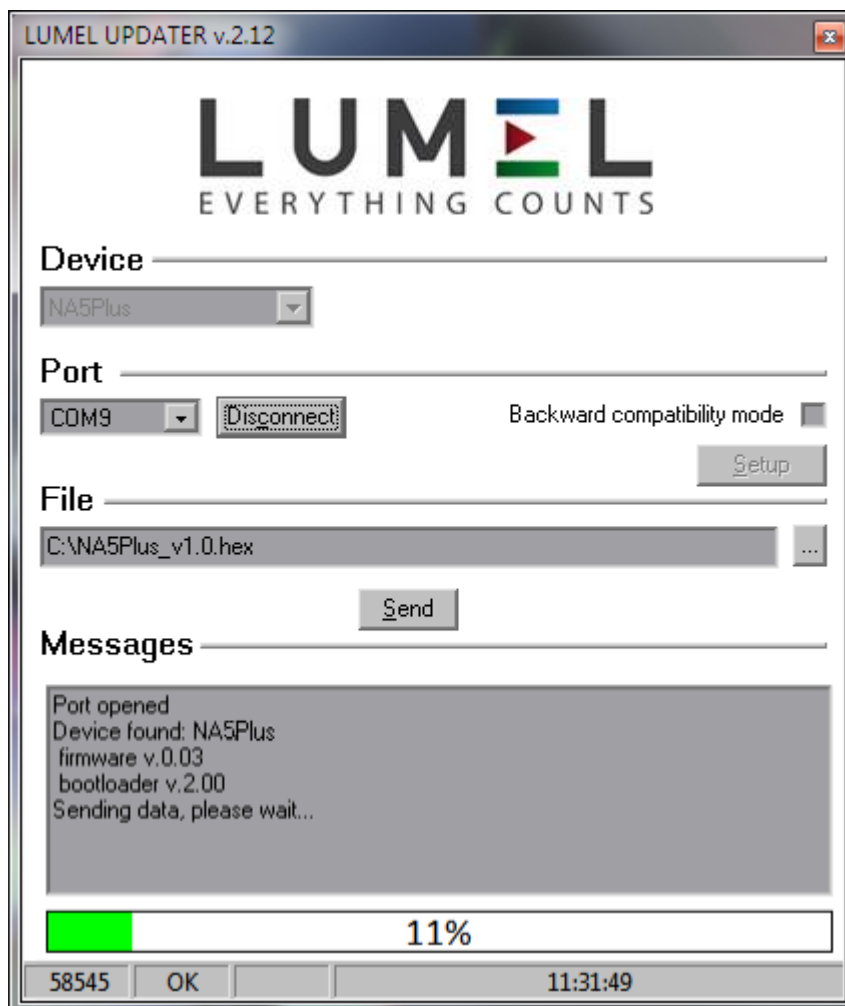 LUMEL UPDATER v.2.12
LUMEL
EVERYTHING COUNTS
Device
NA5Plus
Port
COM9 Disconnect Backward compatibility mode
Setup
File
C:\NA5Plus_v1.0.hex ...
Send
Messages
Port opened
Device found: NA5Plus
firmware v.0.03
bootloader v.2.00
Sending data, please wait...
11%
58545 OK 11:31:49